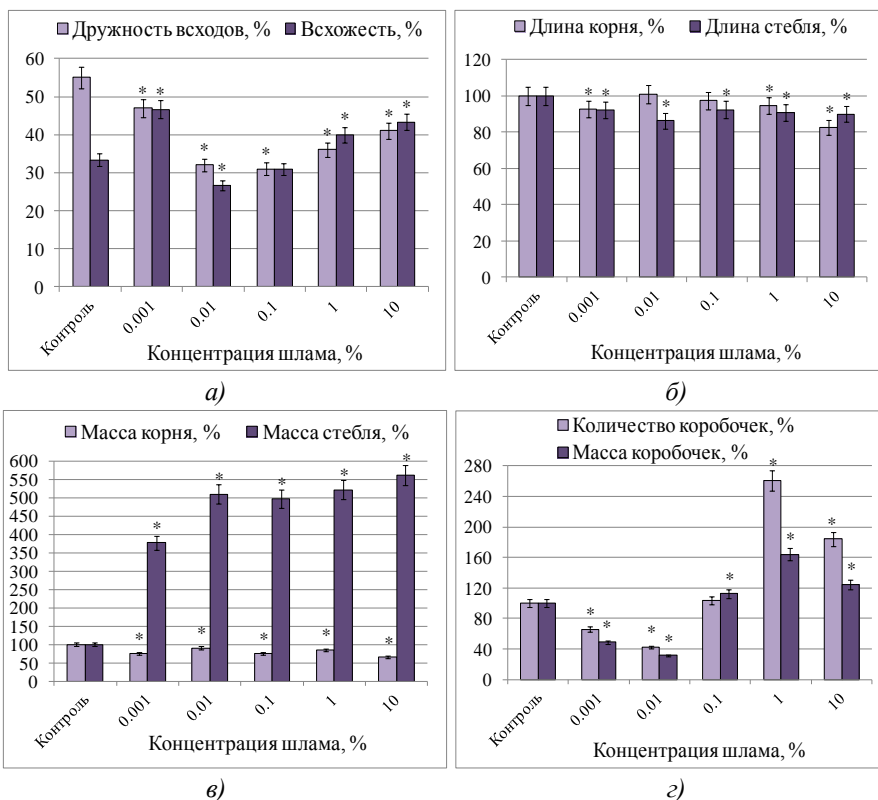 Дружность всходов, % Всхожесть, %
60
50
40
30
20
10
0
* * * * * * * * *
Контроль 0.001 0.01 0.1 1 10
Концентрация шлама, %
а)
Длина корня, % Длина стебля, %
120
100
80
60
40
20
0
* * * * * * * *
Контроль 0.001 0.01 0.1 1 10
Концентрация шлама, %
б)
Масса корня, % Масса стебля, %
600
550
500
450
400
350
300
250
200
150
100
50
0
* * * * * * * * * *
Контроль 0.001 0.01 0.1 1 10
Концентрация шлама, %
в)
Количество коробочек, %
Масса коробочек, %
280
240
200
160
120
80
40
0
* * * * * * * * *
Контроль 0.001 0.01 0.1 1 10
Концентрация шлама, %
г)